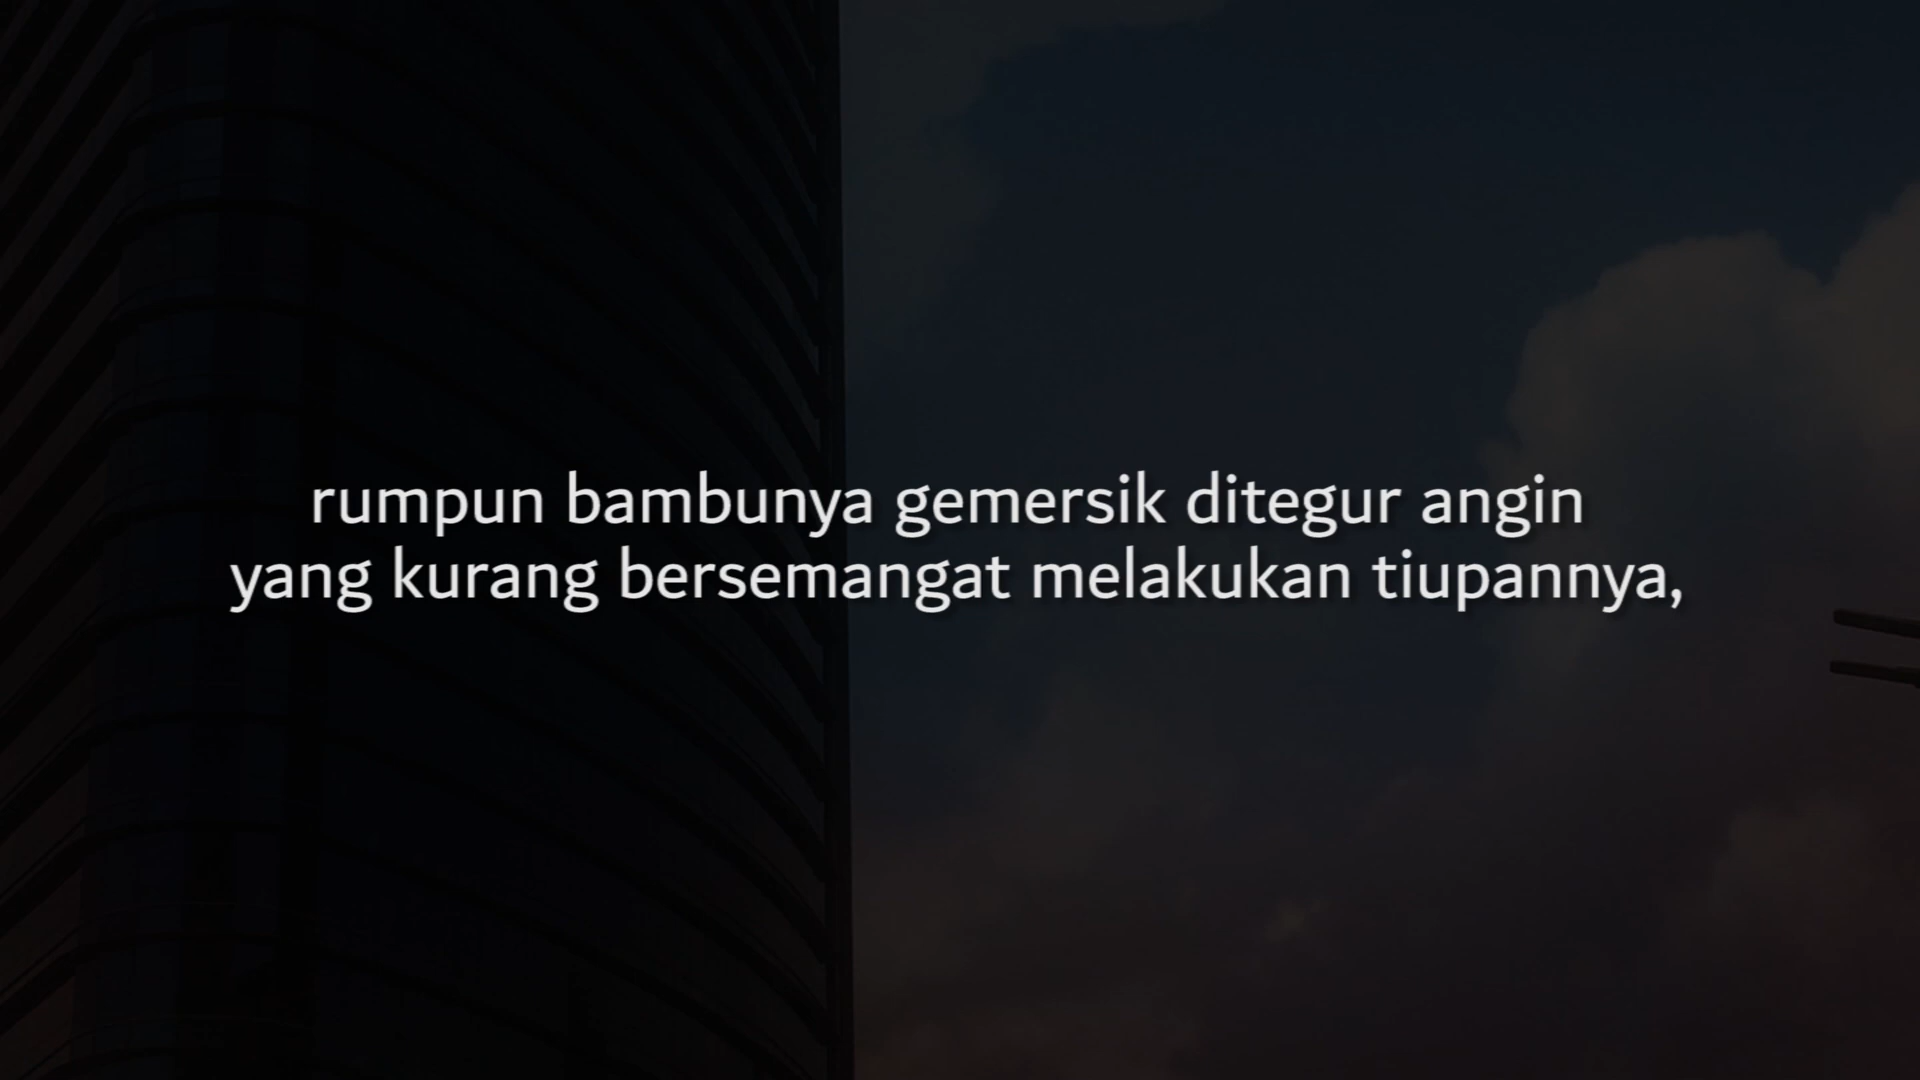 rumpun bambunya gemersik ditegur angin
yang kurang bersemangat melakukan tiupannya,